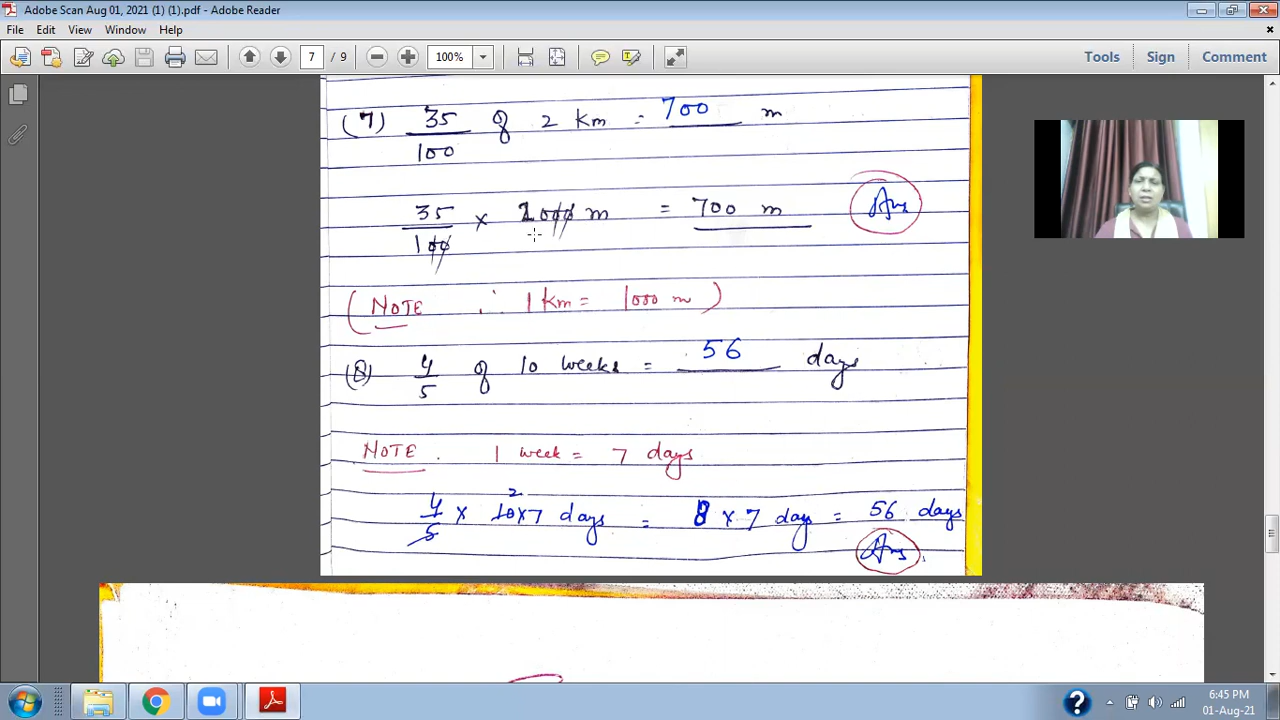 Adobe Scan Aug 01, 2021 (1) (1).pdf - Adobe Reader
File Edit View Window Help
7 / 9 100% Tools Sign Comment
(7) 35/100 of 2 Km = 700 m
35/100 × 2000 m = 700 m Ans
(NOTE ∴ 1 Km = 1000 m)
(8) 4/5 of 10 weeks = 56 days
NOTE. 1 week = 7 days
2
4/5 × 10×7 days = 8 × 7 days = 56 days
Ans
6:45 PM
01-Aug-21